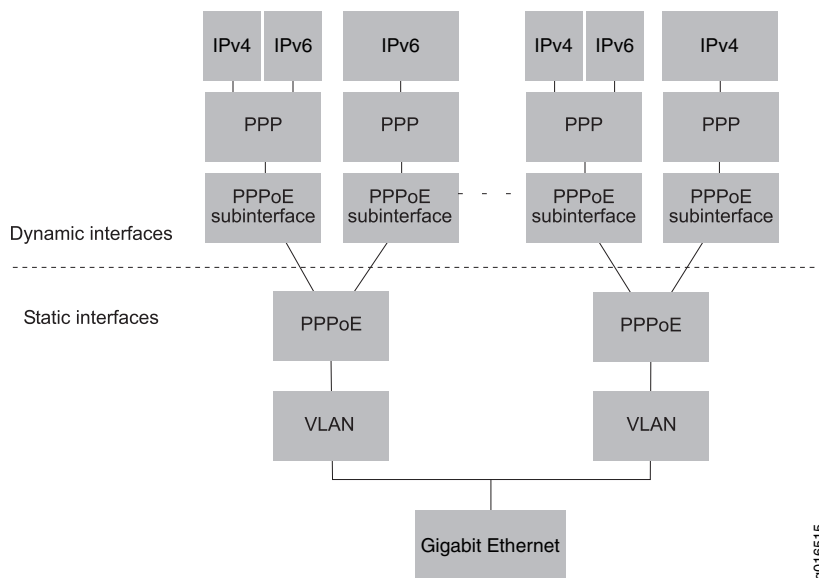 IPv4 IPv6 IPv6 IPv4 IPv6 IPv4
PPP PPP PPP PPP
PPPoE PPPoE PPPoE PPPoE
subinterface subinterface subinterface subinterface
Dynamic interfaces
Static interfaces
PPPoE PPPoE
VLAN VLAN
Gigabit Ethernet
g016515